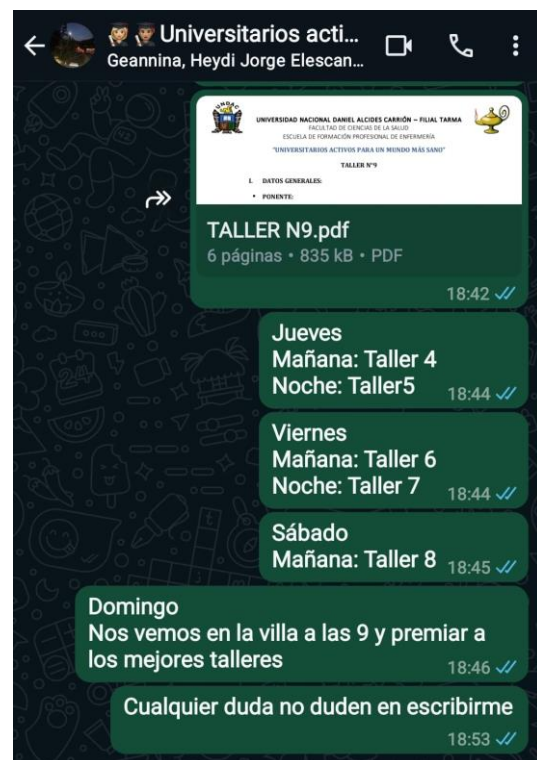 Universitarios acti...
Geannina, Heydi Jorge Elescan...
UNDAC
UNIVERSIDAD NACIONAL DANIEL ALCIDES CARRIÓN – FILIAL TARMA
FACULTAD DE CIENCIAS DE LA SALUD
ESCUELA DE FORMACIÓN PROFESIONAL DE ENFERMERÍA
"UNIVERSITARIOS ACTIVOS PARA UN MUNDO MÁS SANO"
TALLER N°9
I. DATOS GENERALES:
• PONENTE:
TALLER N9.pdf
6 páginas • 835 kB • PDF
18:42
Jueves
Mañana: Taller 4
Noche: Taller5
18:44
Viernes
Mañana: Taller 6
Noche: Taller 7
18:44
Sábado
Mañana: Taller 8
18:45
Domingo
Nos vemos en la villa a las 9 y premiar a
los mejores talleres
18:46
Cualquier duda no duden en escribirme
18:53